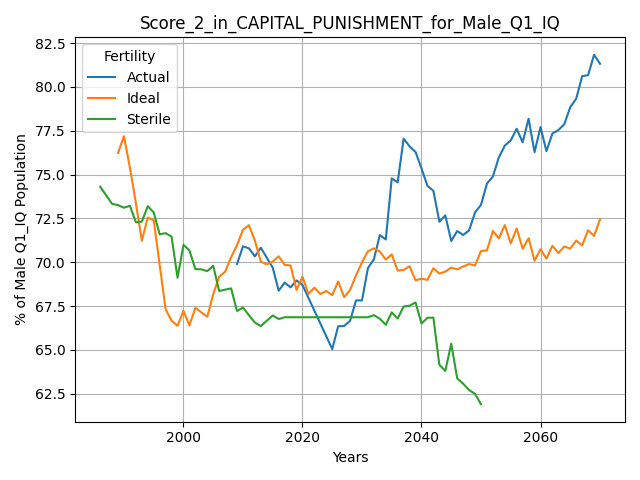 Score_2_in_CAPITAL_PUNISHMENT_for_Male_Q1_IQ
Fertility
Actual
Ideal
Sterile
% of Male Q1_IQ Population
82.5
80.0
77.5
75.0
72.5
70.0
67.5
65.0
62.5
2000
2020
2040
2060
Years